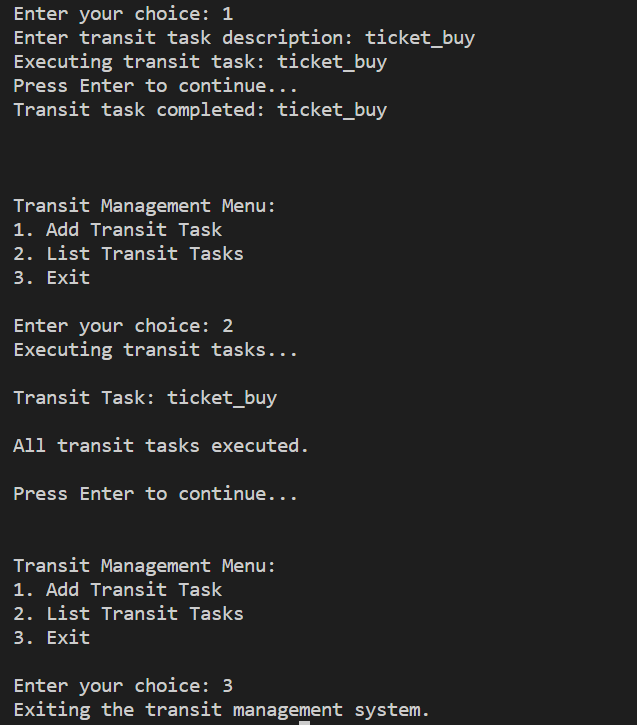 Enter your choice: 1
Enter transit task description: ticket_buy
Executing transit task: ticket_buy
Press Enter to continue...
Transit task completed: ticket_buy
Transit Management Menu:
1. Add Transit Task
2. List Transit Tasks
3. Exit
Enter your choice: 2
Executing transit tasks...
Transit Task: ticket_buy
All transit tasks executed.
Press Enter to continue...
Transit Management Menu:
1. Add Transit Task
2. List Transit Tasks
3. Exit
Enter your choice: 3
Exiting the transit management system.